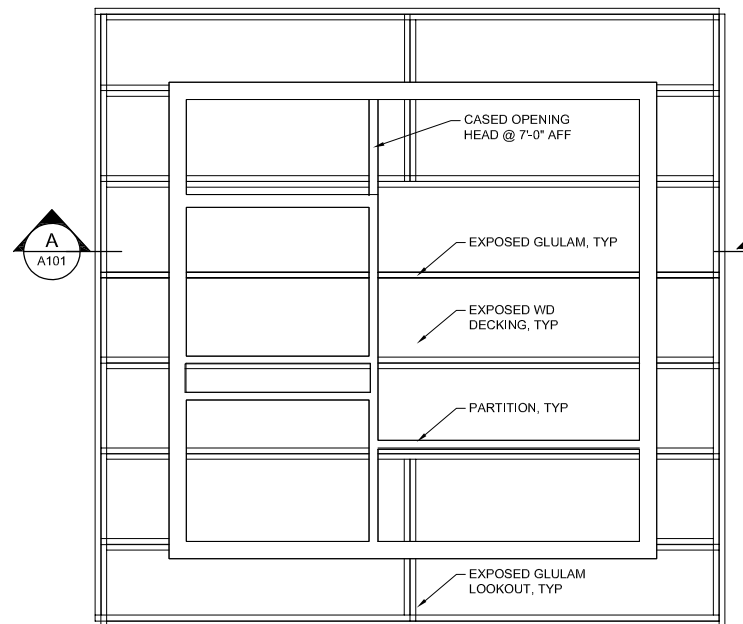 CASED OPENING
HEAD @ 7'-0" AFF
A
A101
EXPOSED GLULAM, TYP
EXPOSED WD
DECKING, TYP
PARTITION, TYP
EXPOSED GLULAM
LOOKOUT, TYP